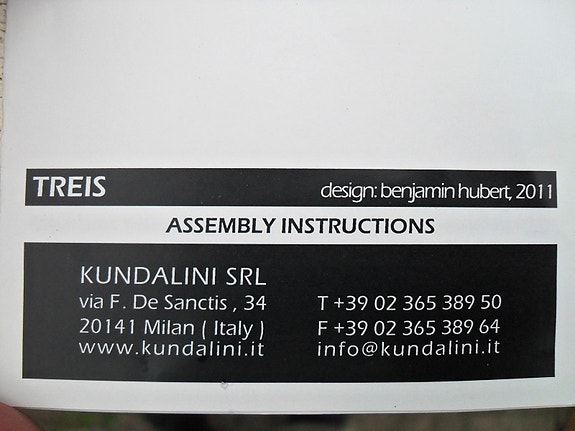 TREIS
design: benjamin hubert, 2011
ASSEMBLY INSTRUCTIONS
KUNDALINI SRL
via F. De Sanctis , 34
20141 Milan ( Italy )
www.kundalini.it
T +39 02 365 389 50
F +39 02 365 389 64
info@kundalini.it